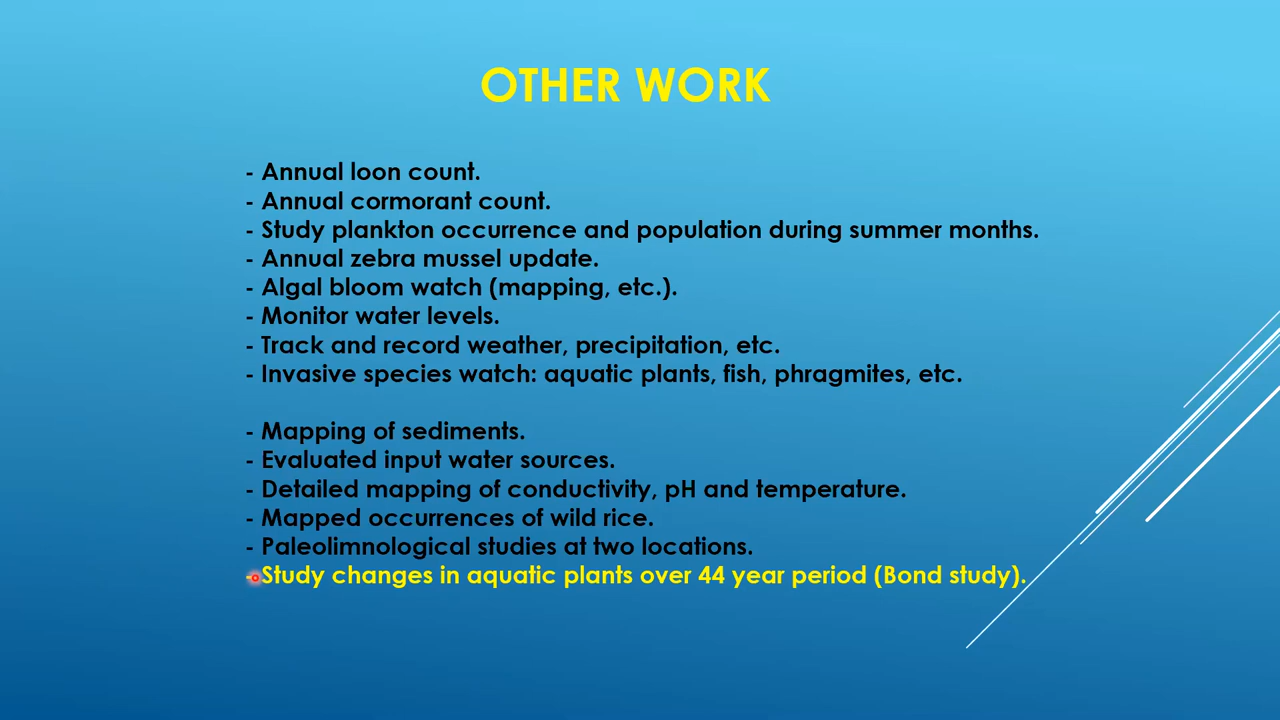 OTHER WORK
- Annual loon count.
- Annual cormorant count.
- Study plankton occurrence and population during summer months.
- Annual zebra mussel update.
- Algal bloom watch (mapping, etc.).
- Monitor water levels.
- Track and record weather, precipitation, etc.
- Invasive species watch: aquatic plants, fish, phragmites, etc.
- Mapping of sediments.
- Evaluated input water sources.
- Detailed mapping of conductivity, pH and temperature.
- Mapped occurrences of wild rice.
- Paleolimnological studies at two locations.
- Study changes in aquatic plants over 44 year period (Bond study).